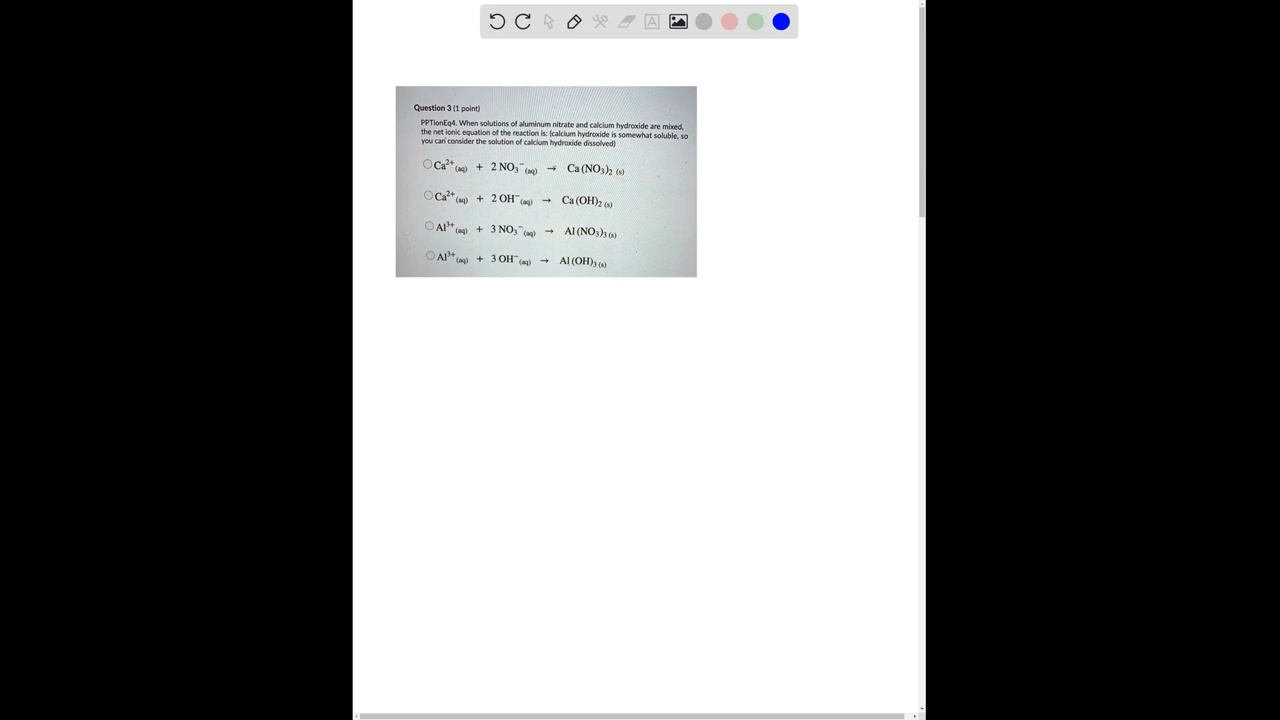 A
Question 3 (1 point)
PPTionEq4. When solutions of aluminum nitrate and calcium hydroxide are mixed,
the net ionic equation of the reaction is: (calcium hydroxide is somewhat soluble, so
you can consider the solution of calcium hydroxide dissolved)
Ca²⁺ (aq) + 2 NO₃⁻ (aq) → Ca(NO₃)₂ (s)
Ca²⁺ (aq) + 2 OH⁻ (aq) → Ca(OH)₂ (s)
Al³⁺ (aq) + 3 NO₃⁻ (aq) → Al(NO₃)₃ (s)
Al³⁺ (aq) + 3 OH⁻ (aq) → Al(OH)₃ (s)